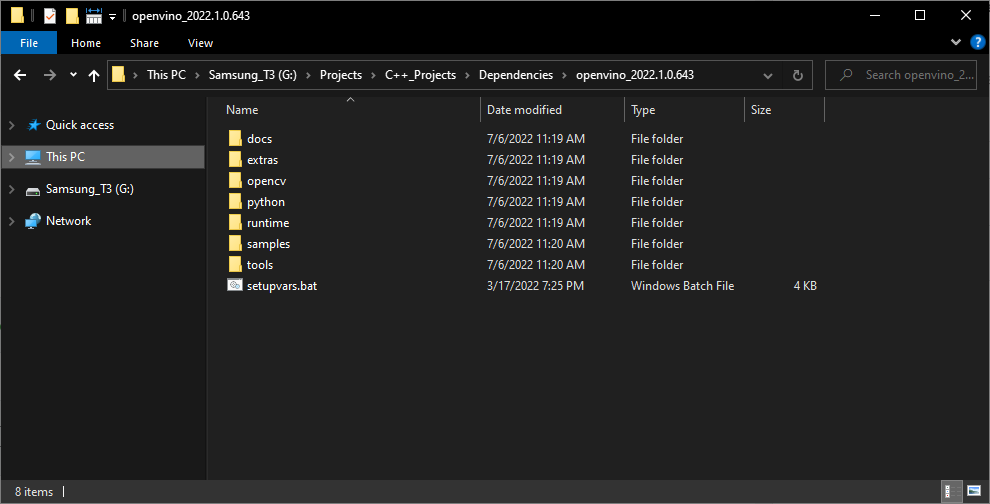 openvino_2022.1.0.643
File Home Share View
This PC Samsung_T3 (G:) Projects C++_Projects Dependencies openvino_2022.1.0.643 Search openvino_2...
Name Date modified Type Size
Quick access
This PC
Samsung_T3 (G:)
Network
docs 7/6/2022 11:19 AM File folder
extras 7/6/2022 11:19 AM File folder
opencv 7/6/2022 11:19 AM File folder
python 7/6/2022 11:19 AM File folder
runtime 7/6/2022 11:19 AM File folder
samples 7/6/2022 11:20 AM File folder
tools 7/6/2022 11:20 AM File folder
setupvars.bat 3/17/2022 7:25 PM Windows Batch File 4 KB
8 items